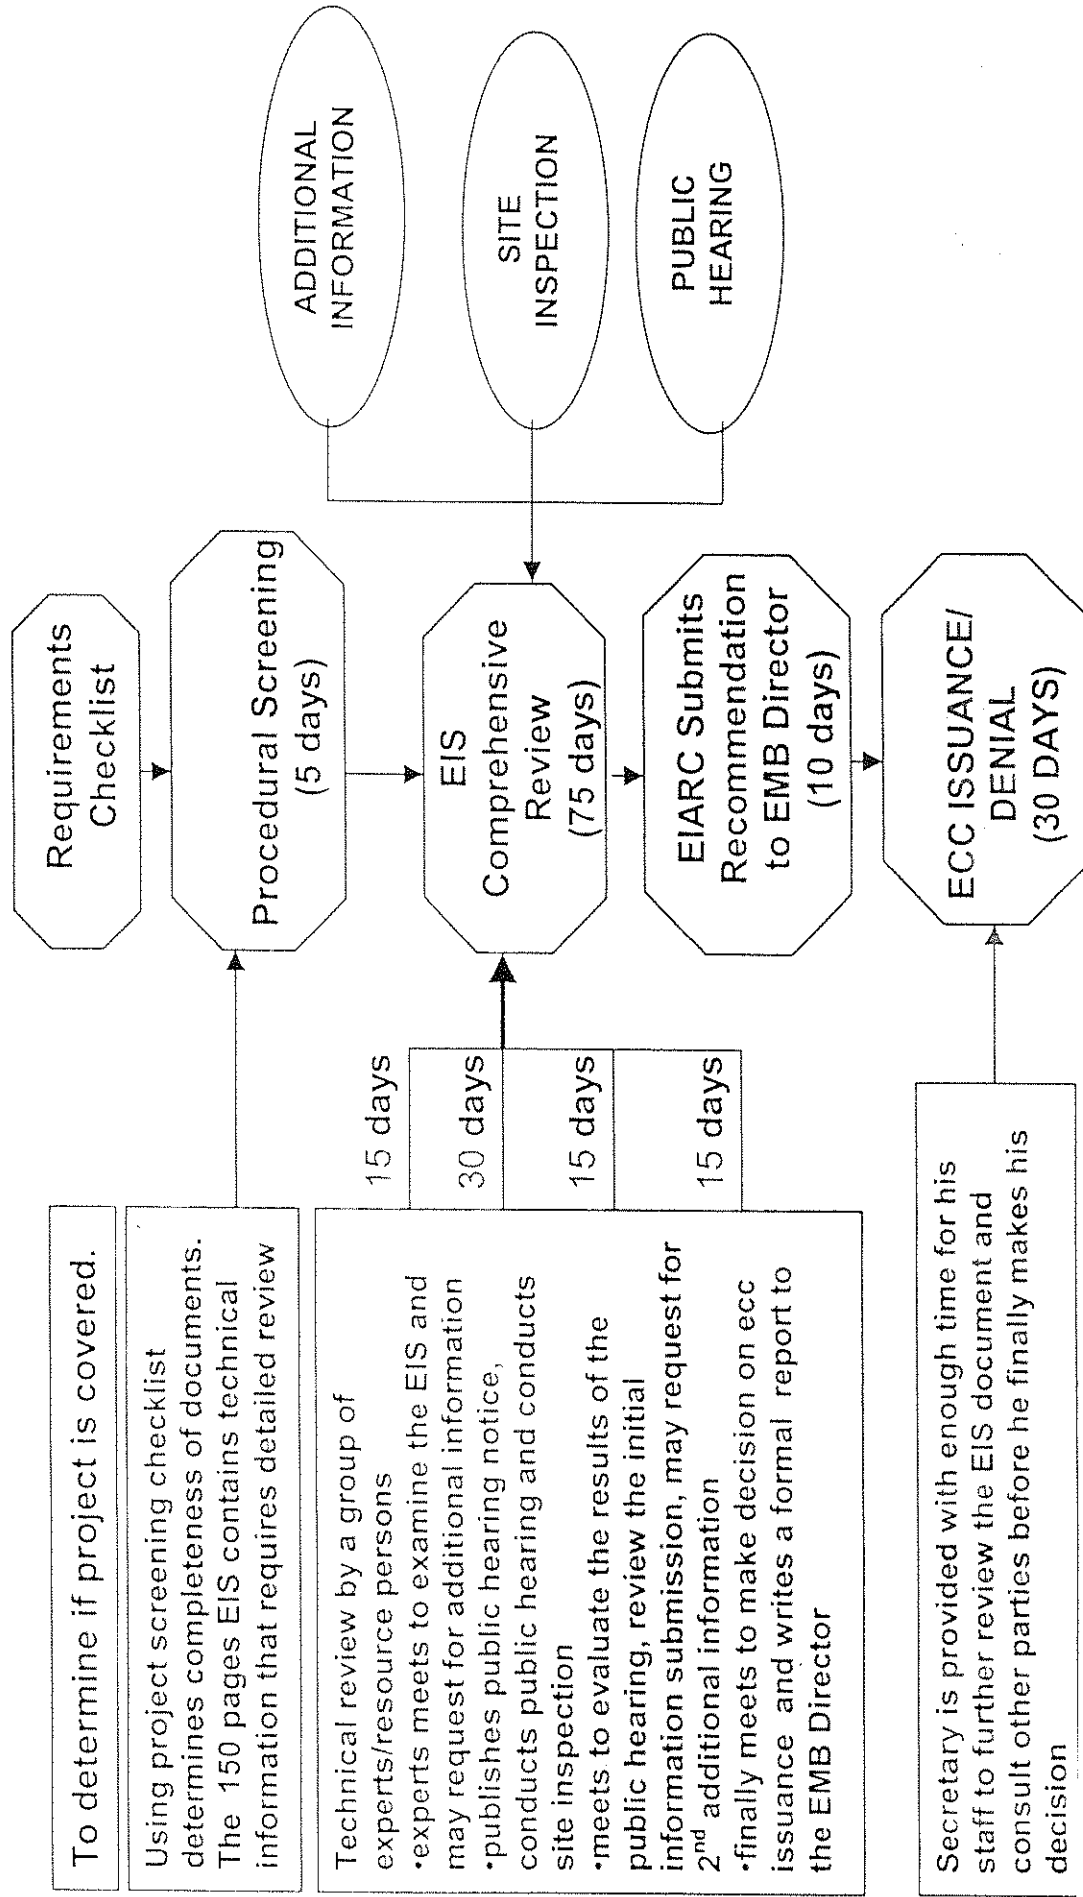 To determine if project is covered.
Using project screening checklist
determines completeness of documents.
The 150 pages EIS contains technical
information that requires detailed review
Technical review by a group of
experts/resource persons
•experts meets to examine the EIS and
may request for additional information
•publishes public hearing notice,
conducts public hearing and conducts
site inspection
•meets to evaluate the results of the
public hearing, review the initial
information submission, may request for
2nd additional information
•finally meets to make decision on ecc
issuance and writes a formal report to
the EMB Director
15 days
30 days
15 days
15 days
Secretary is provided with enough time for his
staff to further review the EIS document and
consult other parties before he finally makes his
decision
Requirements
Checklist
Procedural Screening
(5 days)
EIS
Comprehensive
Review
(75 days)
EIARC Submits
Recommendation
to EMB Director
(10 days)
ECC ISSUANCE/
DENIAL
(30 DAYS)
ADDITIONAL
INFORMATION
SITE
INSPECTION
PUBLIC
HEARING